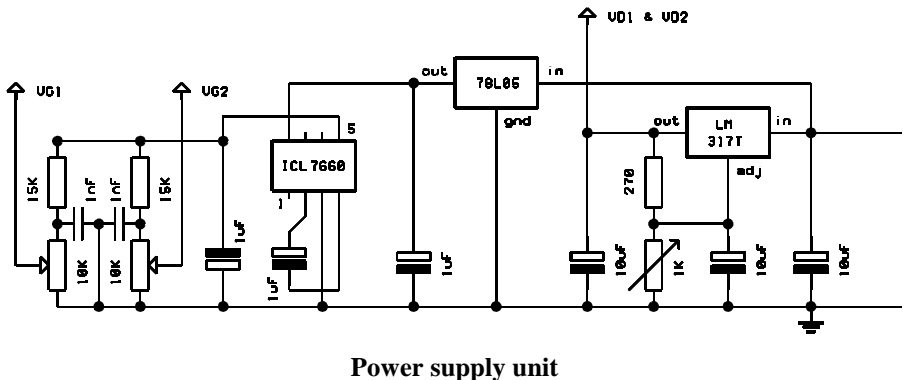 VD1 & VD2
out
78L05
in
VG1
VG2
gnd
out
LM
317T
in
5
ICL7660
adj
15K
1nF
1nF
15K
270
1
1uF
10K
10K
1uF
1uF
10uF
1K
10uF
10uF
Power supply unit